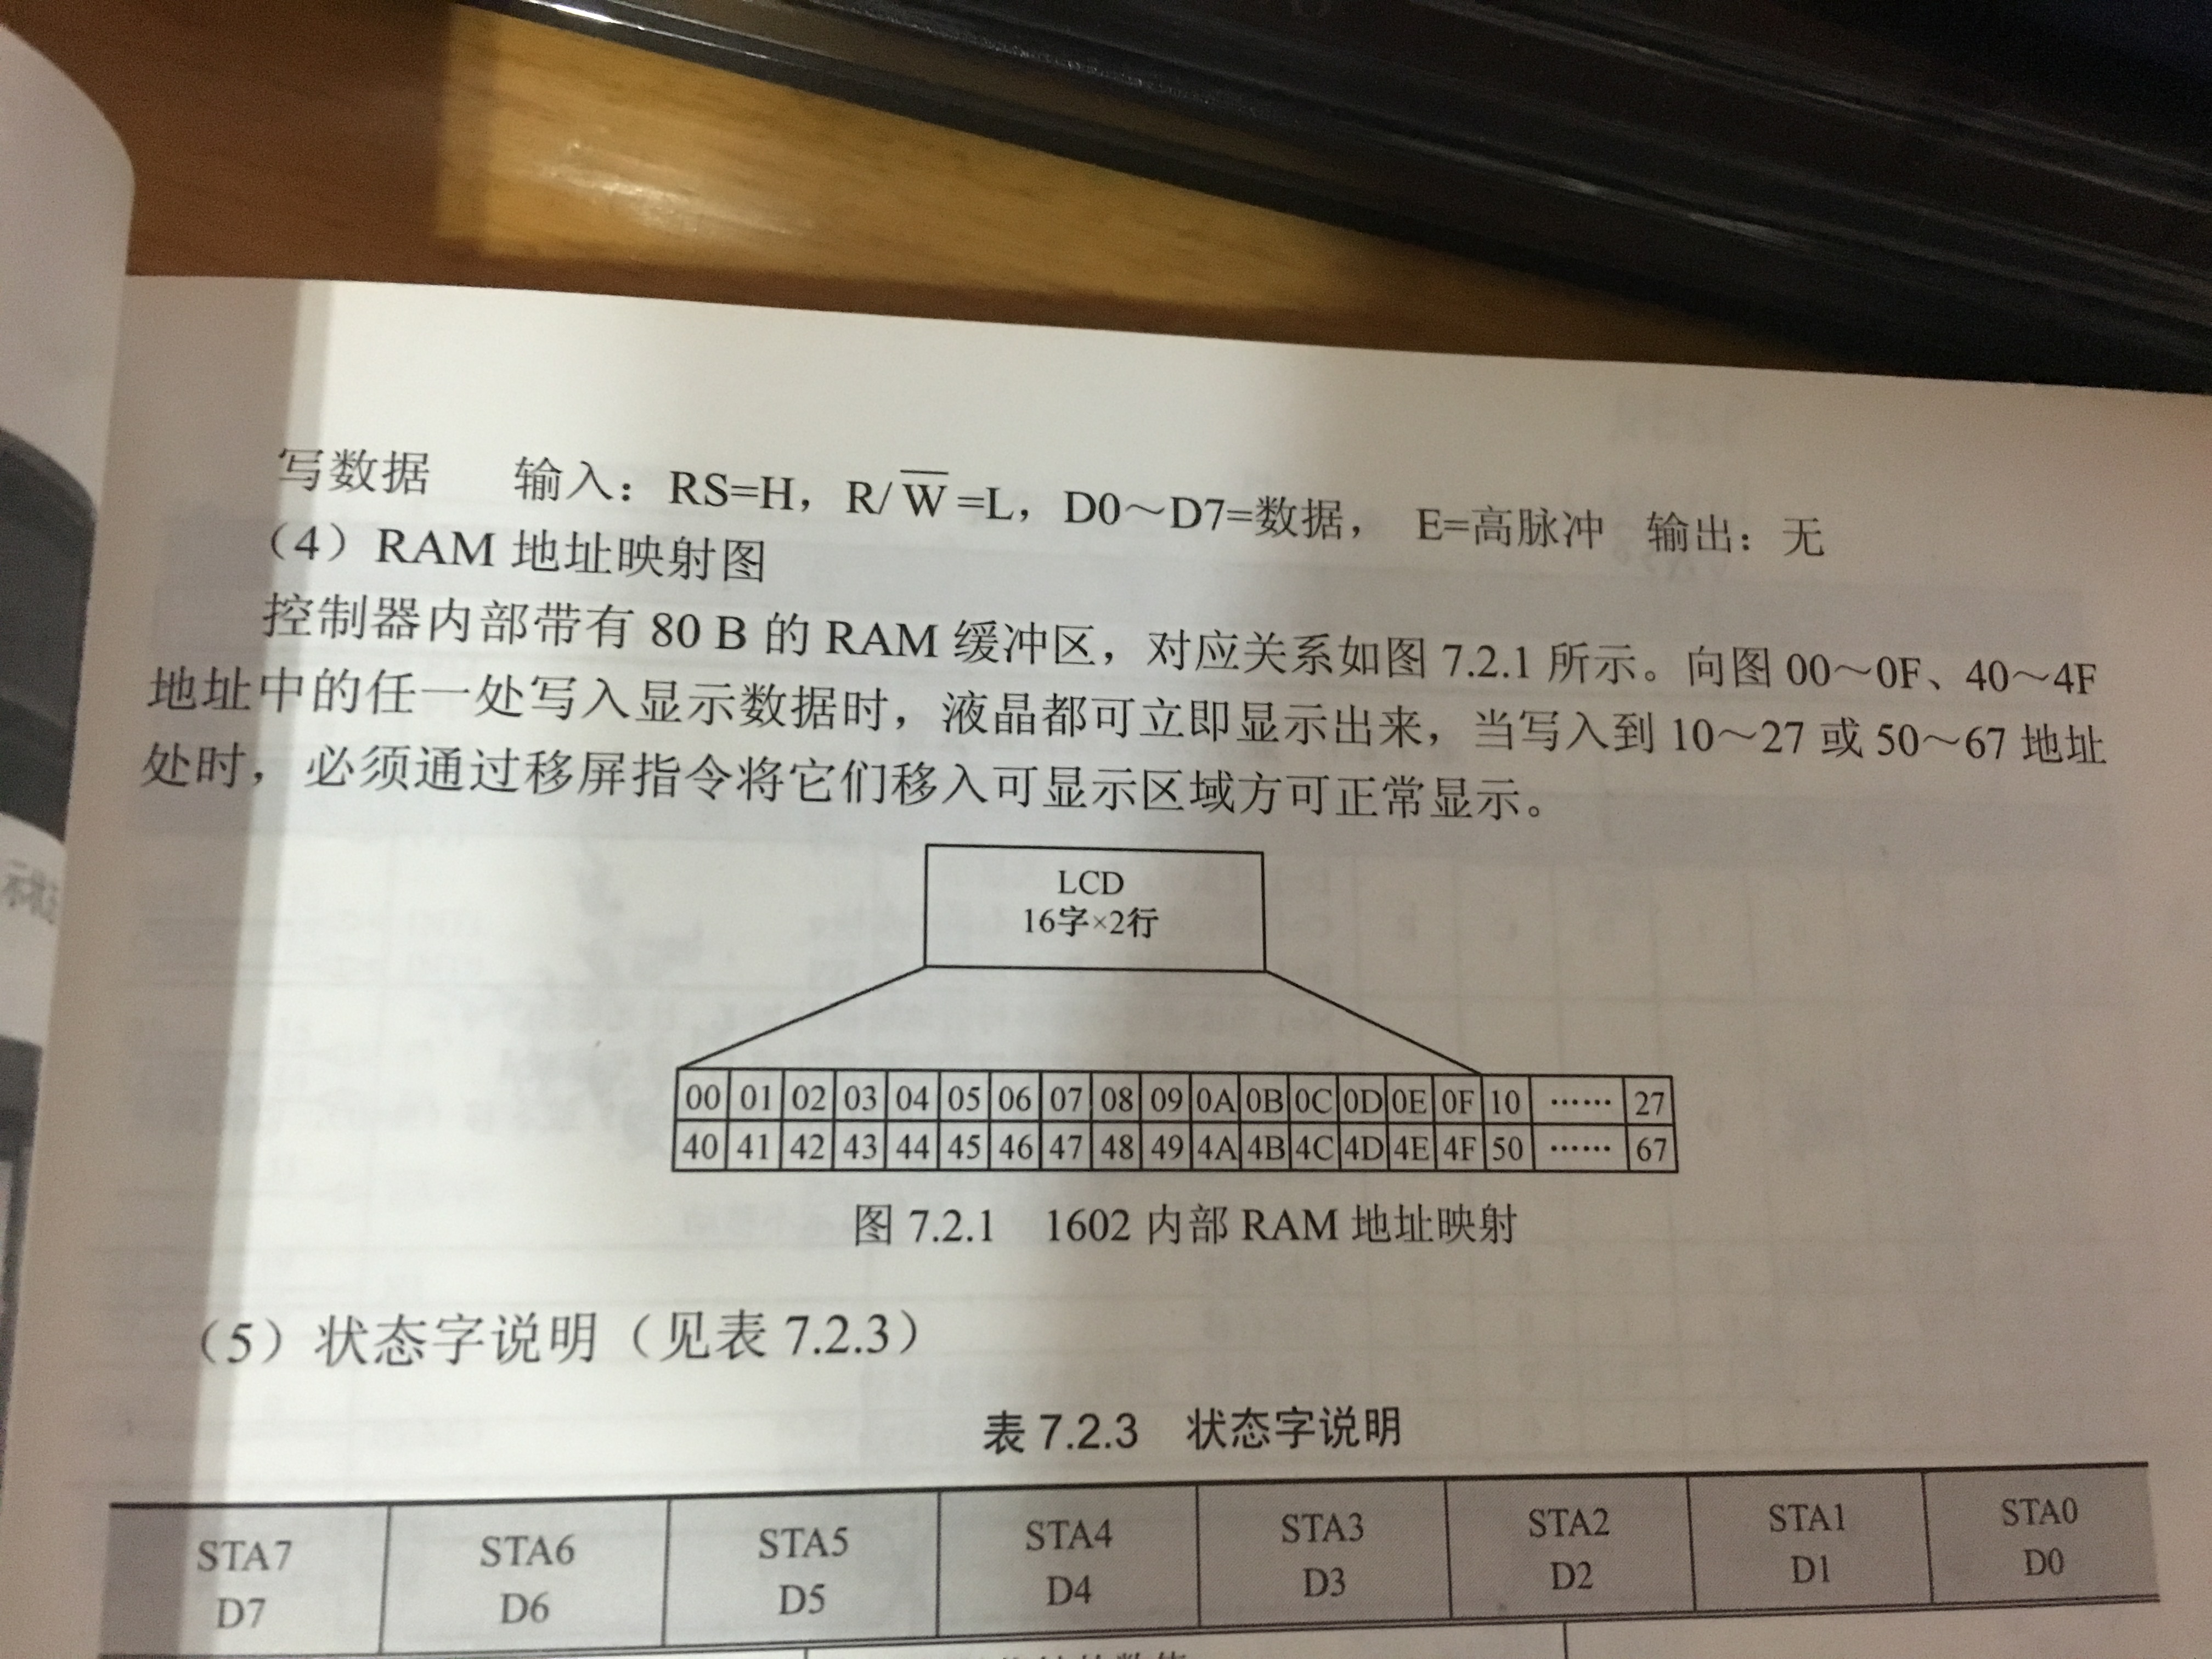 写数据 输入：RS=H，R/W̅=L，D0～D7=数据， E=高脉冲 输出：无
（4）RAM 地址映射图
控制器内部带有 80 B 的 RAM 缓冲区，对应关系如图 7.2.1 所示。向图 00～0F、40～4F
地址中的任一处写入显示数据时，液晶都可立即显示出来，当写入到 10～27 或 50～67 地址
处时，必须通过移屏指令将它们移入可显示区域方可正常显示。
LCD
16字×2行
00 01 02 03 04 05 06 07 08 09 0A 0B 0C 0D 0E 0F 10 …… 27
40 41 42 43 44 45 46 47 48 49 4A 4B 4C 4D 4E 4F 50 …… 67
图 7.2.1 1602 内部 RAM 地址映射
（5）状态字说明（见表 7.2.3）
表 7.2.3 状态字说明
STA7 STA6 STA5 STA4 STA3 STA2 STA1 STA0
D7 D6 D5 D4 D3 D2 D1 D0